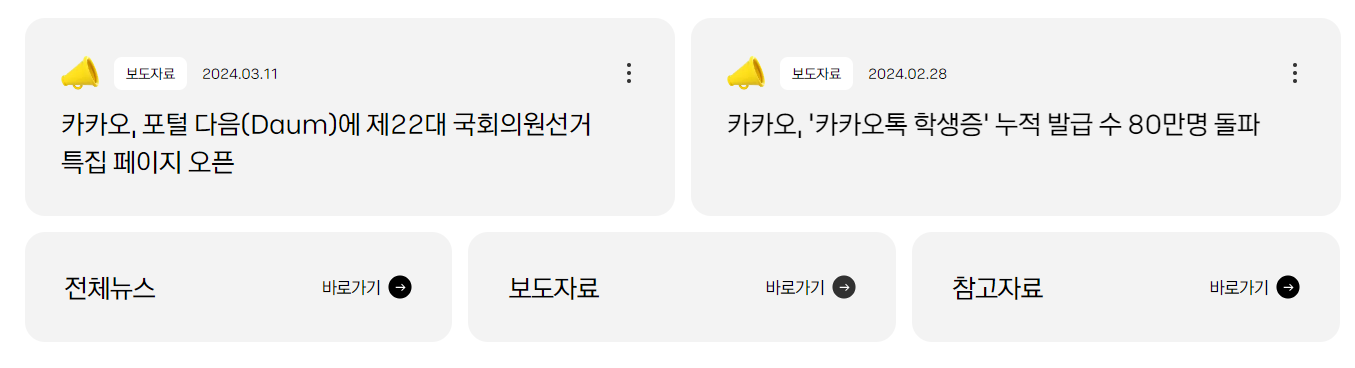 보도자료 2024.03.11
카카오, 포털 다음(Daum)에 제22대 국회의원선거
특집 페이지 오픈
보도자료 2024.02.28
카카오, '카카오톡 학생증' 누적 발급 수 80만명 돌파
전체뉴스 바로가기
보도자료 바로가기
참고자료 바로가기